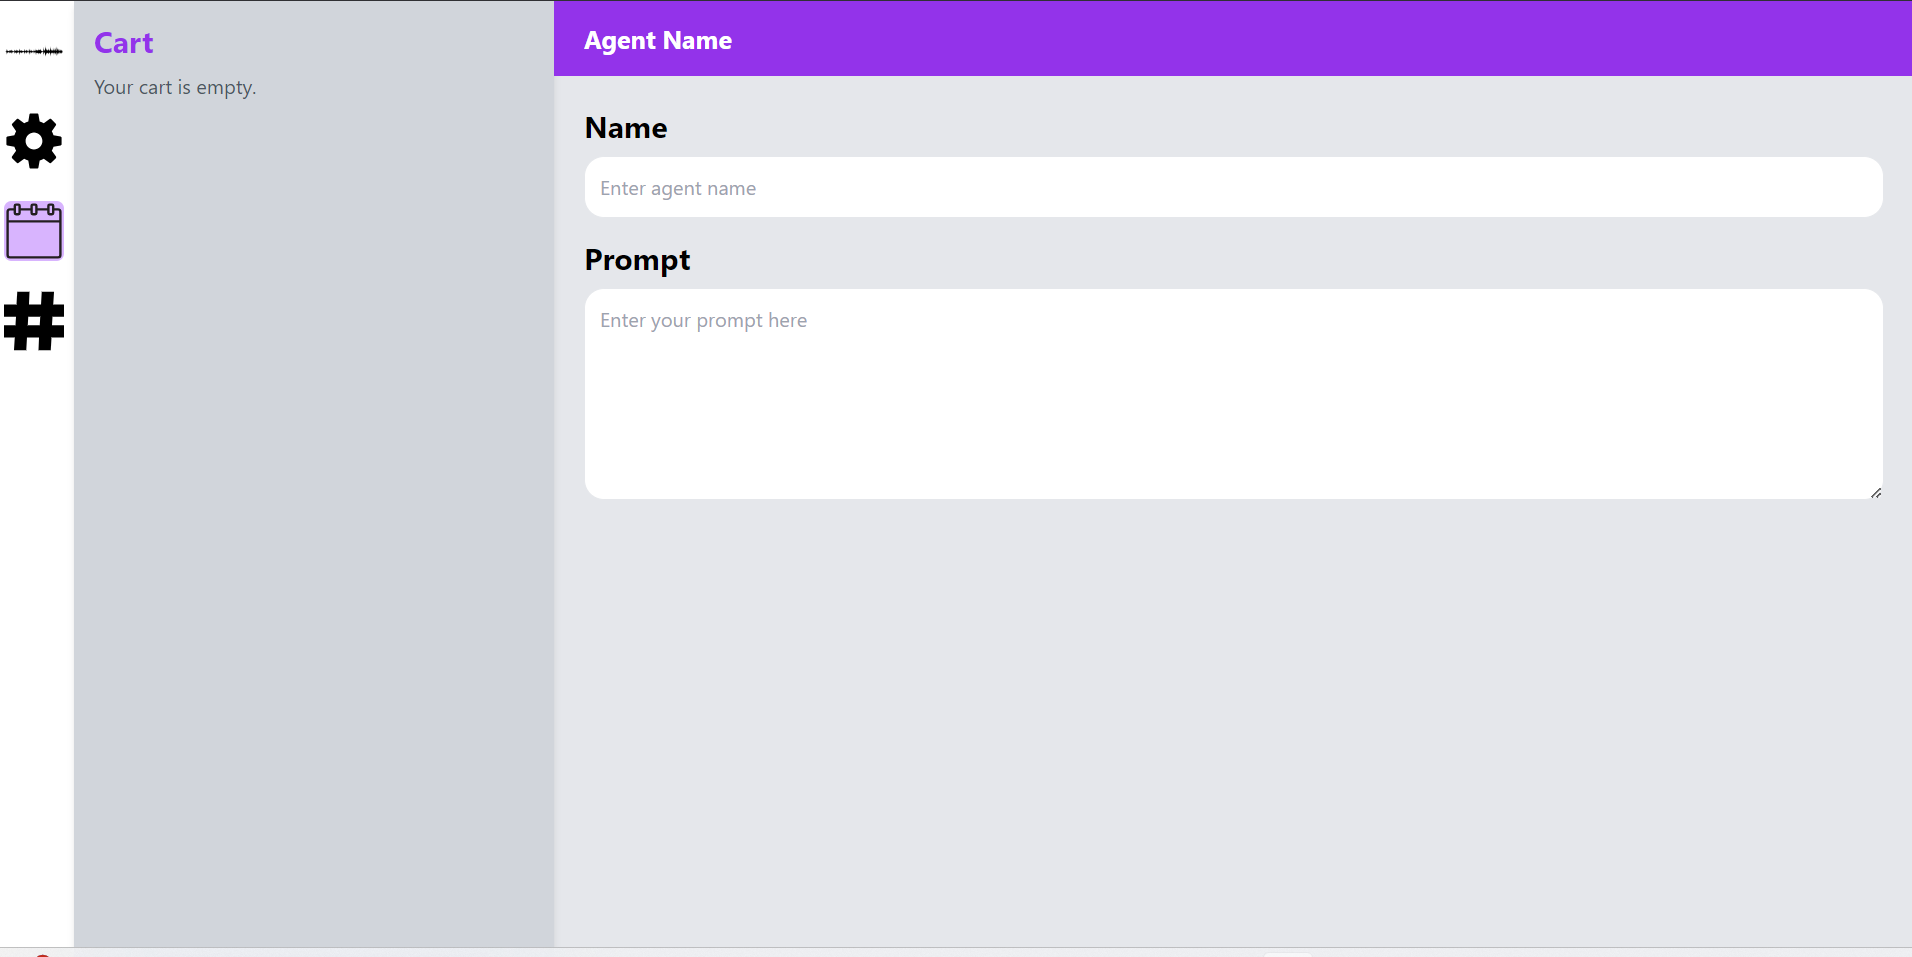 Cart
Your cart is empty.
Agent Name
Name
Enter agent name
Prompt
Enter your prompt here